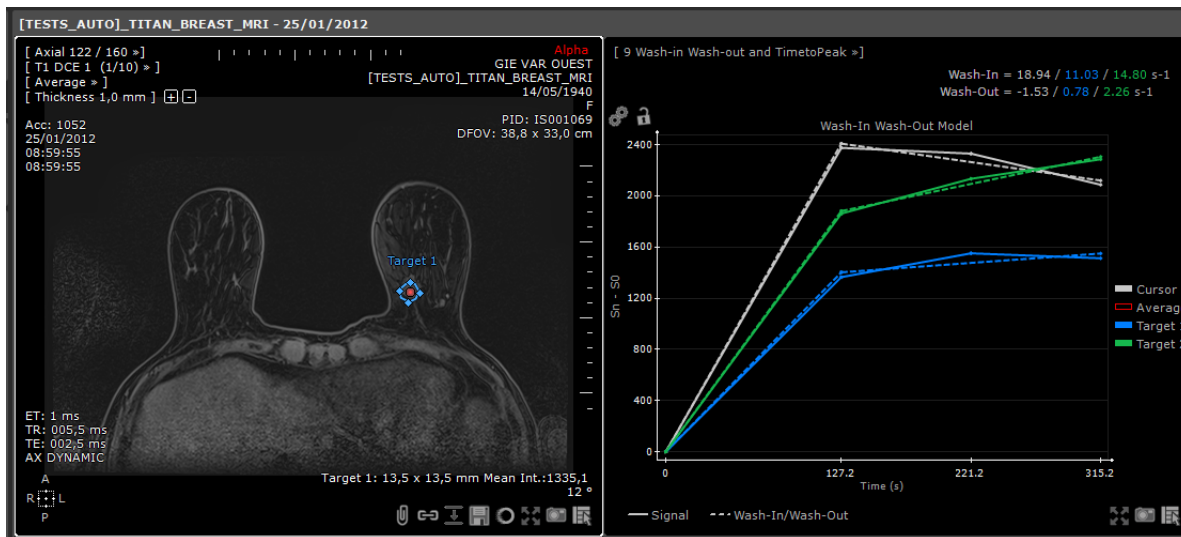 [TESTS_AUTO]_TITAN_BREAST_MRI - 25/01/2012
[ Axial 122 / 160 »]
[ T1 DCE 1 (1/10) » ]
[ Average » ]
[ Thickness 1,0 mm ] + -
Acc: 1052
25/01/2012
08:59:55
08:59:55
Alpha
GIE VAR OUEST
[TESTS_AUTO]_TITAN_BREAST_MRI
14/05/1940
F
PID: IS001069
DFOV: 38,8 x 33,0 cm
Target 1
ET: 1 ms
TR: 005,5 ms
TE: 002,5 ms
AX DYNAMIC
A
R L
P
Target 1: 13,5 x 13,5 mm Mean Int.:1335,1
12 °
[ 9 Wash-in Wash-out and TimetoPeak »]
Wash-In = 18.94 / 11.03 / 14.80 s-1
Wash-Out = -1.53 / 0.78 / 2.26 s-1
Wash-In Wash-Out Model
Sn - S0
2400
2000
1600
1200
800
400
0
0 127.2 221.2 315.2
Time (s)
Cursor
Averag
Target
Target
Signal Wash-In/Wash-Out